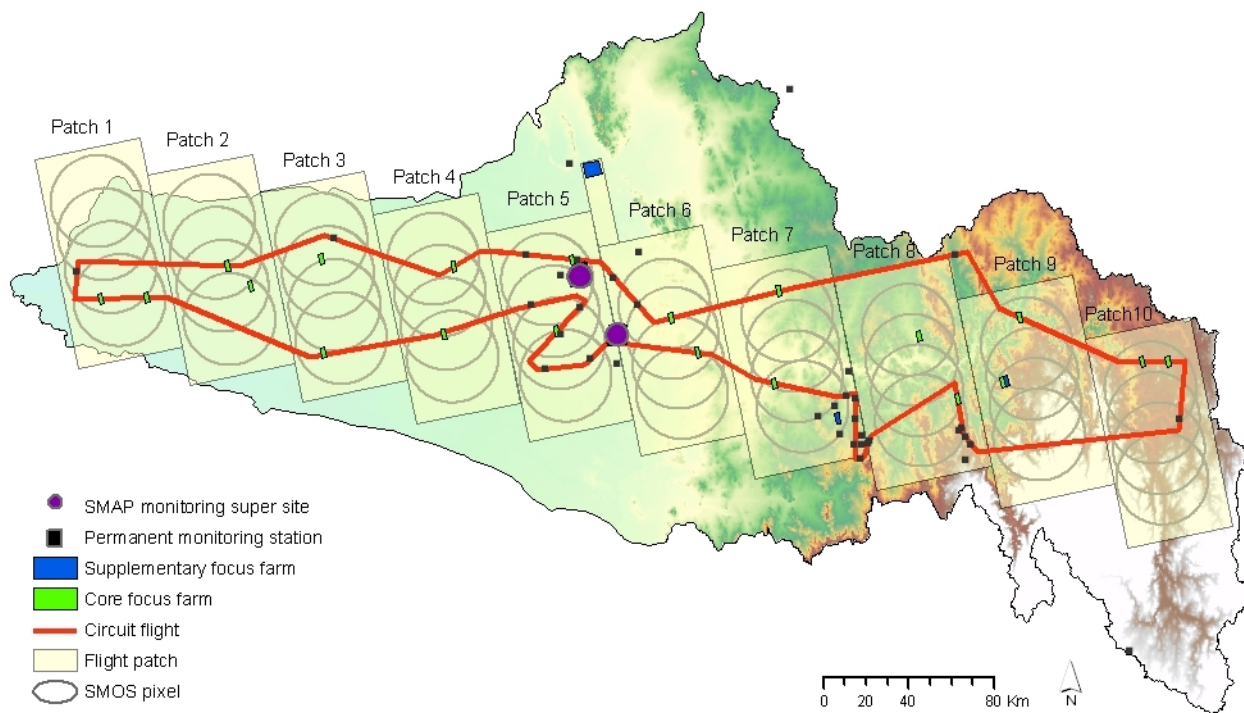 Patch 1
Patch 2
Patch 3
Patch 4
Patch 5
Patch 6
Patch 7
Patch 8
Patch 9
Patch10
SMAP monitoring super site
Permanent monitoring station
Supplementary focus farm
Core focus farm
Circuit flight
Flight patch
SMOS pixel
0 20 40 80 Km
N